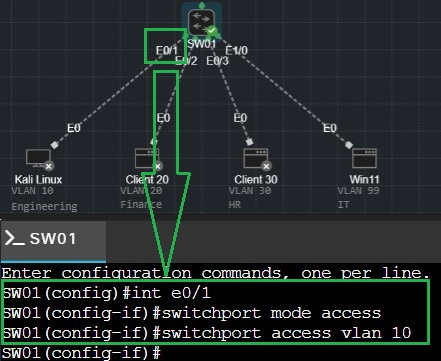 SW01
E0/1
E1/0
E0/2
E0/3
E0
E0
E0
E0
Kali Linux
Client 20
Client 30
Win11
VLAN 10
VLAN 20
VLAN 30
VLAN 99
Engineering
Finance
HR
IT
SW01
Enter configuration commands, one per line.
SW01(config)#int e0/1
SW01(config-if)#switchport mode access
SW01(config-if)#switchport access vlan 10
SW01(config-if)#